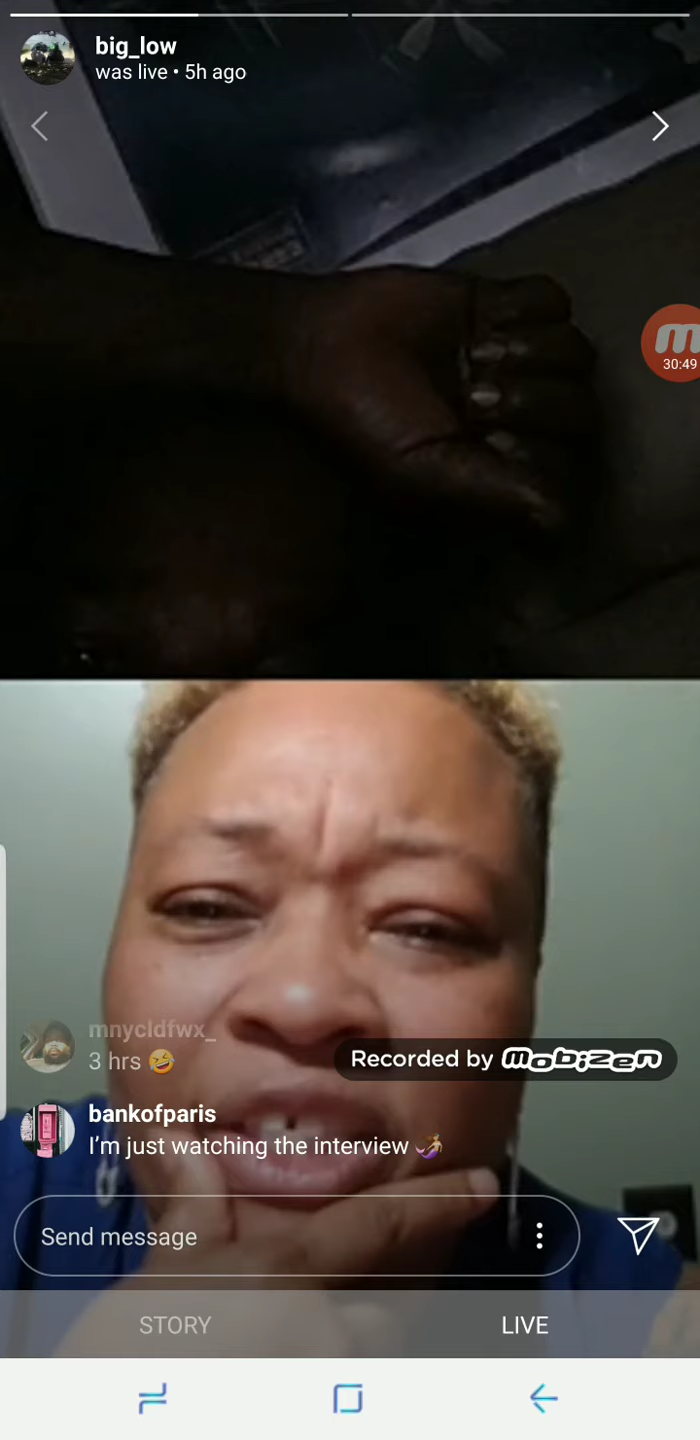 big_low
was live • 5h ago
30:49
mnycldfwx_
3 hrs 🤣
Recorded by mobizen
bankofparis
I'm just watching the interview 🧜🏽‍♀️
Send message
STORY
LIVE